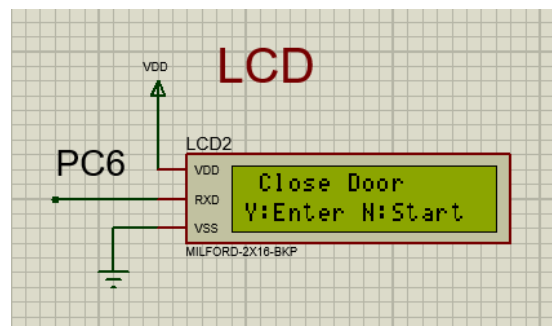 LCD
VDD
LCD2
PC6
VDD
RXD
VSS
Close Door
Y:Enter N:Start
MILFORD-2X16-BKP